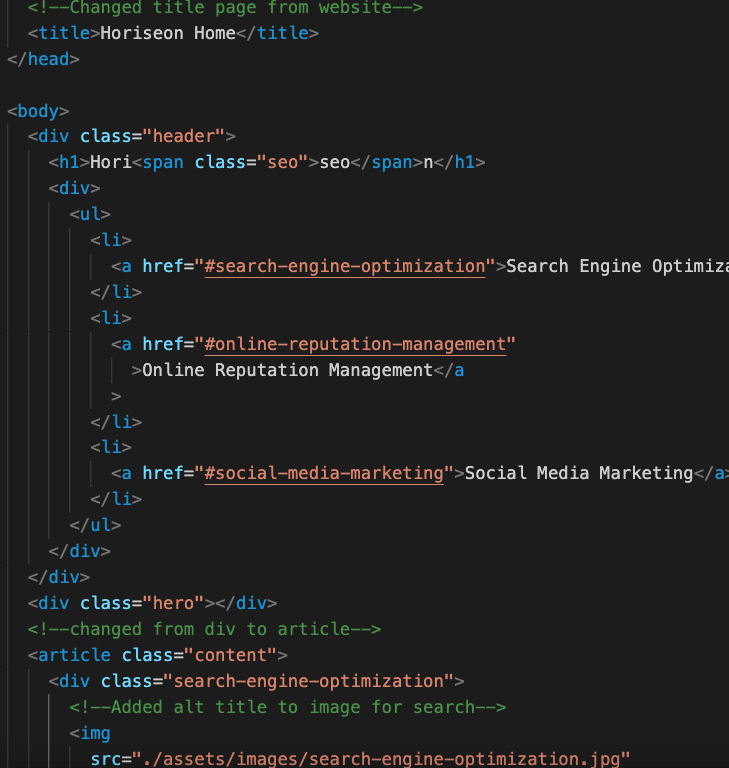 <!--Changed title page from website-->
<title>Horiseon Home</title>
</head>
<body>
<div class="header">
<h1>Hori<span class="seo">seo</span>n</h1>
<div>
<ul>
<li>
<a href="#search-engine-optimization">Search Engine Optimiza
</li>
<li>
<a href="#online-reputation-management"
>Online Reputation Management</a
>
</li>
<li>
<a href="#social-media-marketing">Social Media Marketing</a>
</li>
</ul>
</div>
</div>
<div class="hero"></div>
<!--changed from div to article-->
<article class="content">
<div class="search-engine-optimization">
<!--Added alt title to image for search-->
<img
src="./assets/images/search-engine-optimization.jpg"